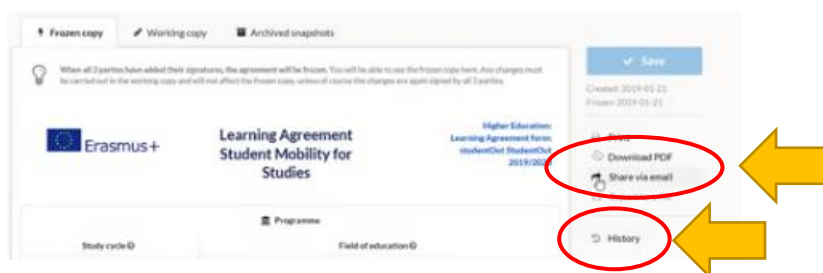 Frozen copy
Working copy
Archived snapshots
When all 3 parties have added their signatures, the agreement will be frozen. You will be able to see the frozen copy here. Any changes must
be carried out in the working copy and will not affect the frozen copy, unless of course the changes are again signed by all 3 parties.
Save
Created: 2019-01-21
Frozen: 2019-01-21
Erasmus+
Learning Agreement
Student Mobility for
Studies
Higher Education:
Learning Agreement form:
studentOut StudentOut
2019/2020
Print
Download PDF
Share via email
History
Programme
Study cycle
Field of education